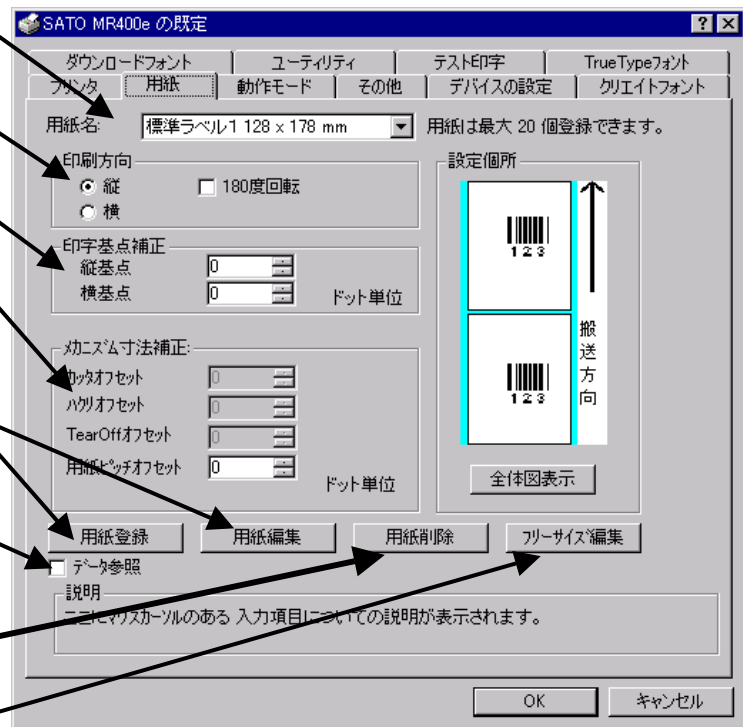 SATO MR400e の既定
ダウンロードフォント ユーティリティ テスト印字 TrueTypeフォント
プリンタ 用紙 動作モード その他 デバイスの設定 クリエイトフォント
用紙名: 標準ラベル1 128 x 178 mm 用紙は最大 20 個登録できます。
印刷方向
縦 180度回転
横
印字基点補正
縦基点 0
横基点 0 ドット単位
メカニズム寸法補正:
カッタオフセット 0
ハクリオフセット 0
TearOffオフセット 0
用紙ピッチオフセット 0 ドット単位
設定個所
123
123
搬送方向
全体図表示
用紙登録 用紙編集 用紙削除 フリーサイズ編集
データ参照
説明
ここにマウスカーソルのある 入力項目についての説明が表示されます。
OK キャンセル